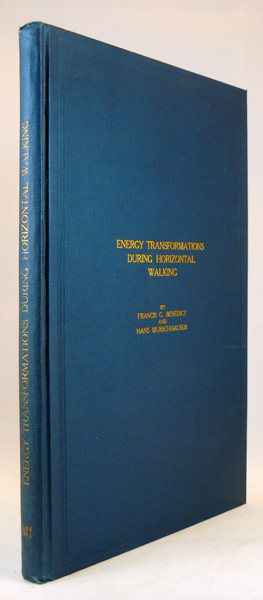 ENERGY TRANSFORMATIONS
DURING HORIZONTAL
WALKING
BY
FRANCIS G. BENEDICT
AND
HANS MURSCHHAUSER
ENERGY TRANSFORMATIONS DURING HORIZONTAL WALKING